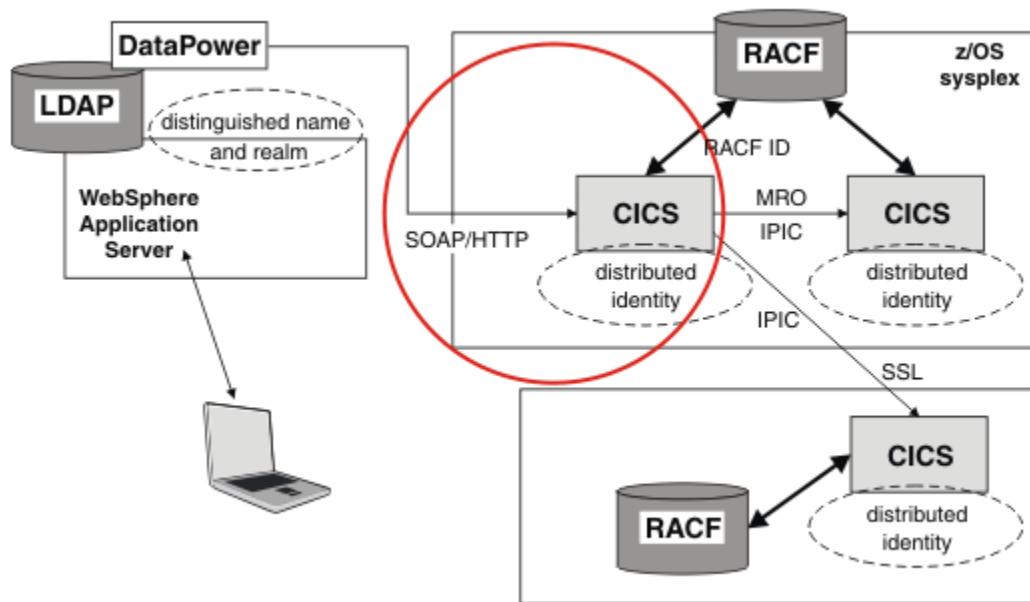 DataPower
LDAP
distinguished name
and realm
WebSphere
Application
Server
SOAP/HTTP
RACF
z/OS
sysplex
RACF ID
CICS
MRO
IPIC
CICS
distributed
identity
distributed
identity
IPIC
SSL
CICS
RACF
distributed
identity